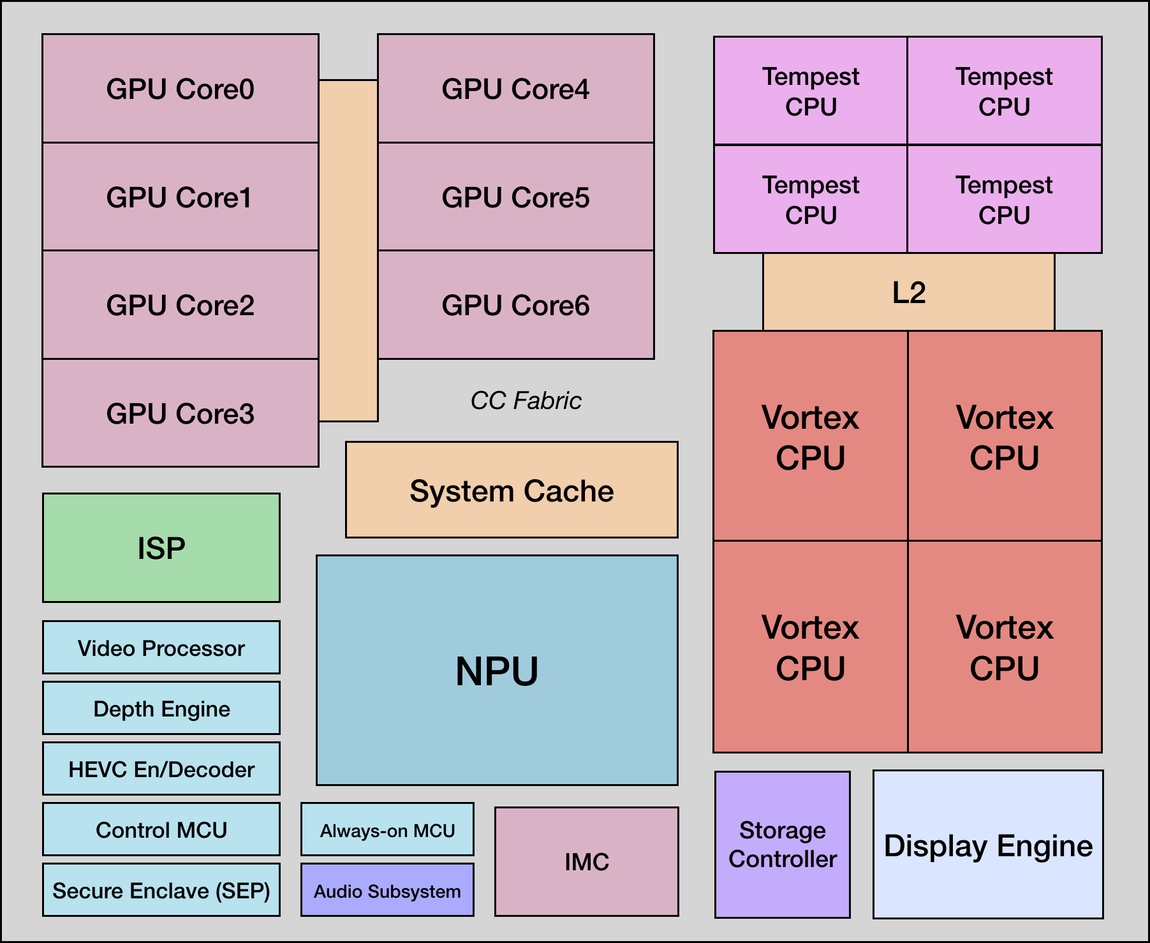 GPU Core0
GPU Core1
GPU Core2
GPU Core3
GPU Core4
GPU Core5
GPU Core6
CC Fabric
Tempest
CPU
Tempest
CPU
Tempest
CPU
Tempest
CPU
L2
Vortex
CPU
Vortex
CPU
Vortex
CPU
Vortex
CPU
System Cache
ISP
NPU
Video Processor
Depth Engine
HEVC En/Decoder
Control MCU
Secure Enclave (SEP)
Always-on MCU
Audio Subsystem
IMC
Storage
Controller
Display Engine